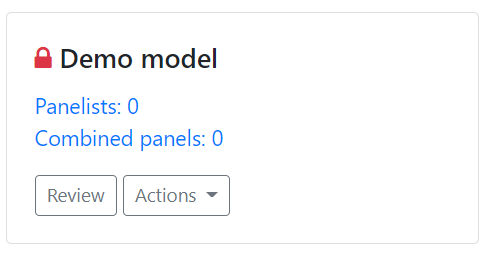 Demo model
Panelists: 0
Combined panels: 0
Review Actions